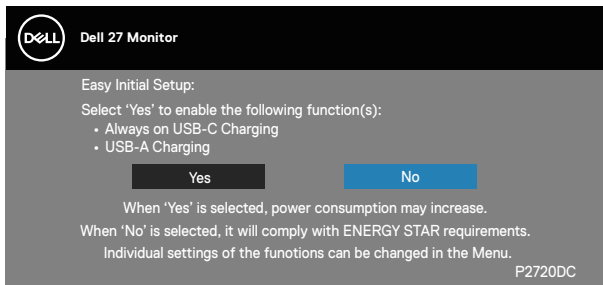 DELL
Dell 27 Monitor
Easy Initial Setup:
Select ‘Yes’ to enable the following function(s):
• Always on USB-C Charging
• USB-A Charging
Yes No
When ‘Yes’ is selected, power consumption may increase.
When ‘No’ is selected, it will comply with ENERGY STAR requirements.
Individual settings of the funotions can be changed in the Menu.
P2720DC